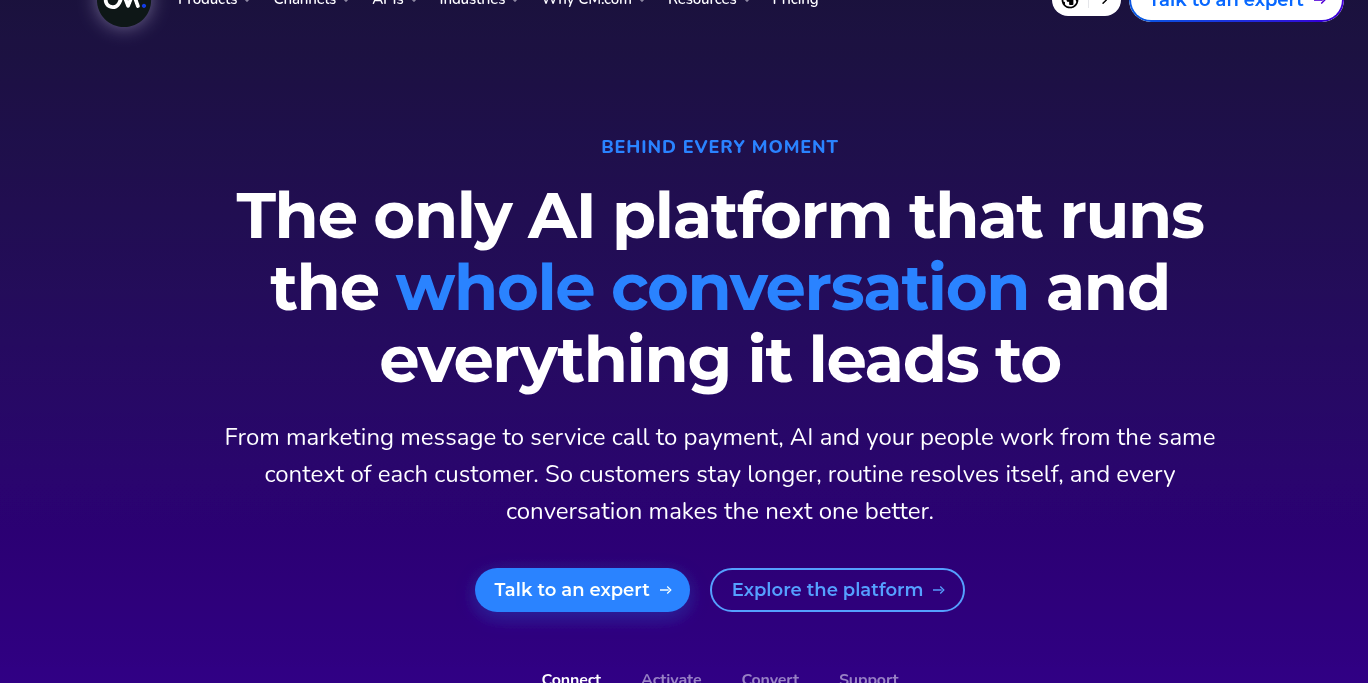 CM.
Products
Channels
APIs
Industries
Why CM.com
Resources
Pricing
Talk to an expert →
BEHIND EVERY MOMENT
The only AI platform that runs
the whole conversation and
everything it leads to
From marketing message to service call to payment, AI and your people work from the same
context of each customer. So customers stay longer, routine resolves itself, and every
conversation makes the next one better.
Talk to an expert →
Explore the platform →
Connect
Activate
Convert
Support